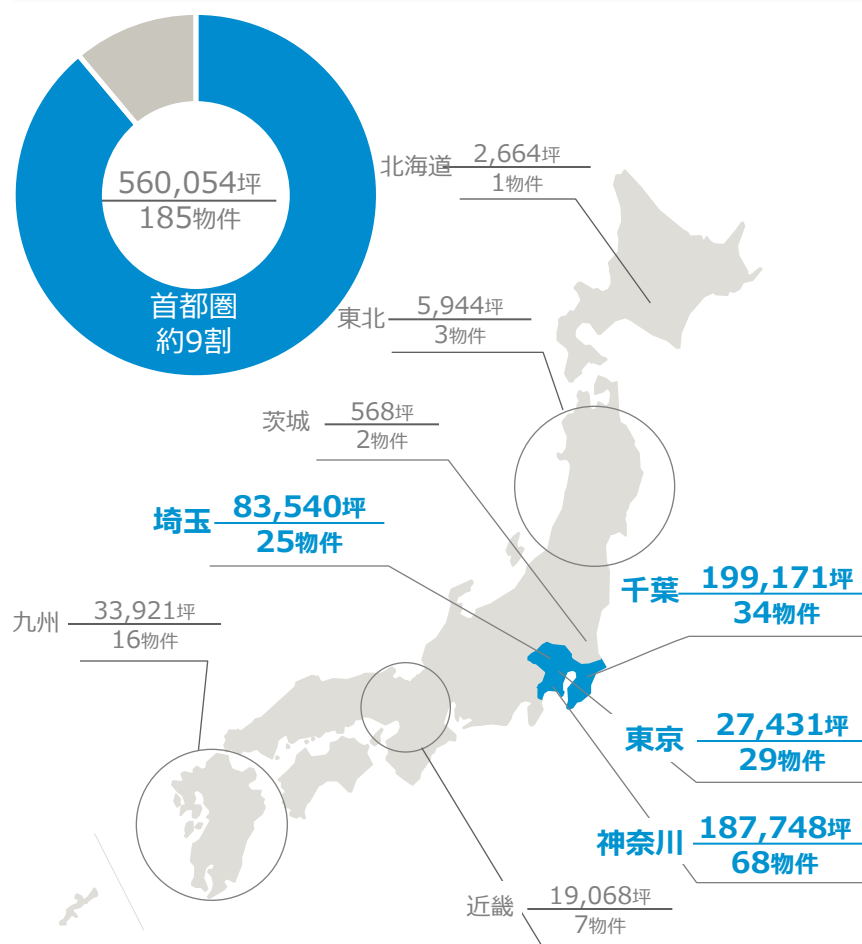 560,054坪
185物件
首都圏
約9割
北海道
2,664坪
1物件
東北
5,944坪
3物件
茨城
568坪
2物件
埼玉
83,540坪
25物件
千葉
199,171坪
34物件
九州
33,921坪
16物件
東京
27,431坪
29物件
神奈川
187,748坪
68物件
近畿
19,068坪
7物件